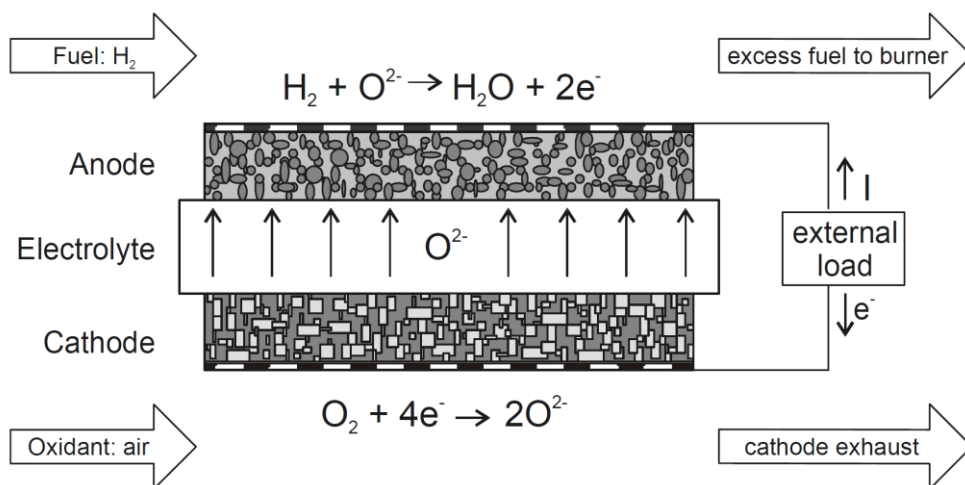 Fuel: H₂
excess fuel to burner
H₂ + O²⁻ → H₂O + 2e⁻
Anode
I
Electrolyte
O²⁻
external
load
e⁻
Cathode
O₂ + 4e⁻ → 2O²⁻
Oxidant: air
cathode exhaust